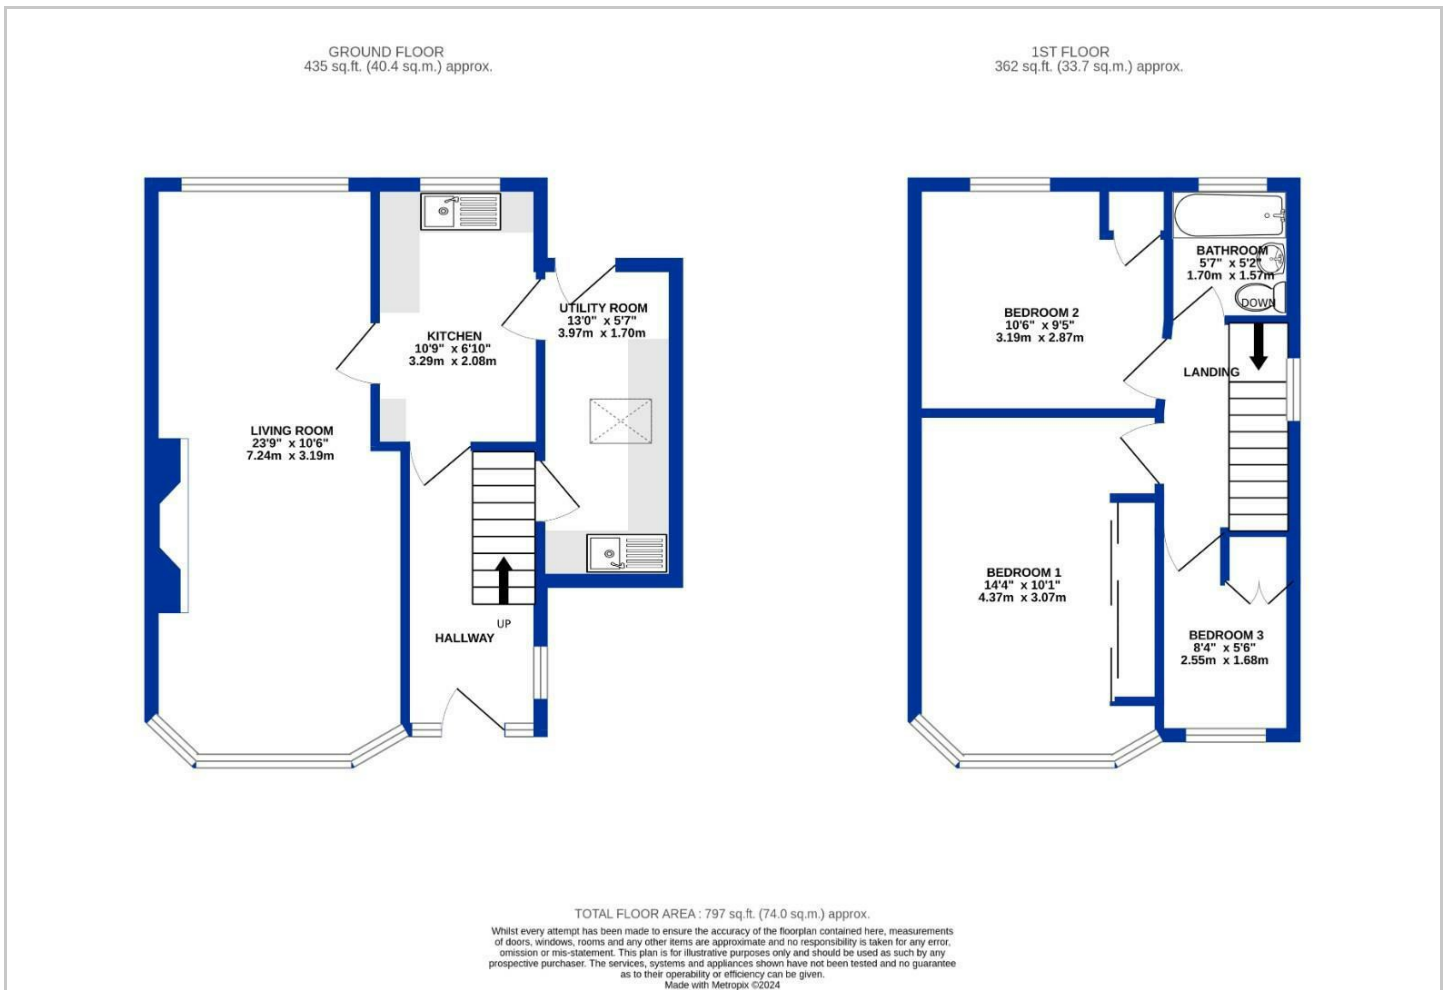 GROUND FLOOR
435 sq.ft. (40.4 sq.m.) approx.
1ST FLOOR
362 sq.ft. (33.7 sq.m.) approx.
UTILITY ROOM
13'0" x 5'7"
3.97m x 1.70m
KITCHEN
10'9" x 6'10"
3.29m x 2.08m
LIVING ROOM
23'9" x 10'6"
7.24m x 3.19m
UP
HALLWAY
BATHROOM
5'7" x 5'2"
1.70m x 1.57m
DOWN
BEDROOM 2
10'6" x 9'5"
3.19m x 2.87m
LANDING
BEDROOM 1
14'4" x 10'1"
4.37m x 3.07m
BEDROOM 3
8'4" x 5'6"
2.55m x 1.68m
TOTAL FLOOR AREA : 797 sq.ft. (74.0 sq.m.) approx.
Whilst every attempt has been made to ensure the accuracy of the floorplan contained here, measurements
of doors, windows, rooms and any other items are approximate and no responsibility is taken for any error,
omission or mis-statement. This plan is for illustrative purposes only and should be used as such by any
prospective purchaser. The services, systems and appliances shown have not been tested and no guarantee
as to their operability or efficiency can be given.
Made with Metropix ©2024